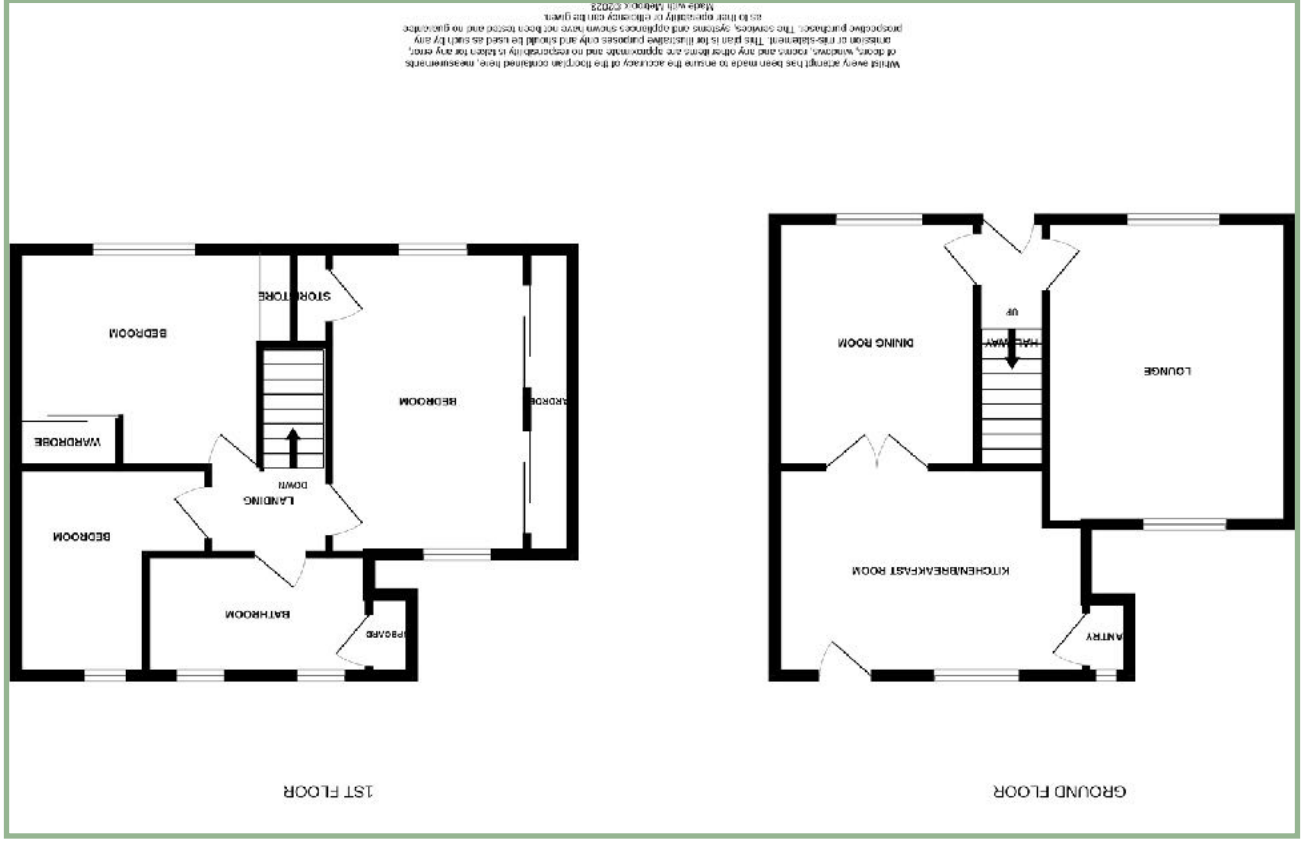 GROUND FLOOR
ANTRY
KITCHEN/BREAKFAST ROOM
LOUNGE
HALLWAY
UP
DINING ROOM
1ST FLOOR
BATHROOM
BEDROOM
LANDING
DOWN
WARDROBE
BEDROOM
BEDROOM
STORE
STORE
Whilst every attempt has been made to ensure the accuracy of the floorplan contained here, measurements
of doors, windows, rooms and any other items are approximate and no responsibility is taken for any error,
omission or mis-statement. This plan is for illustrative purposes only and should be used as such by any
prospective purchaser. The services, systems and appliances shown have not been tested and no guarantee
as to their operability or efficiency can be given.
Made with Metropix ©2023